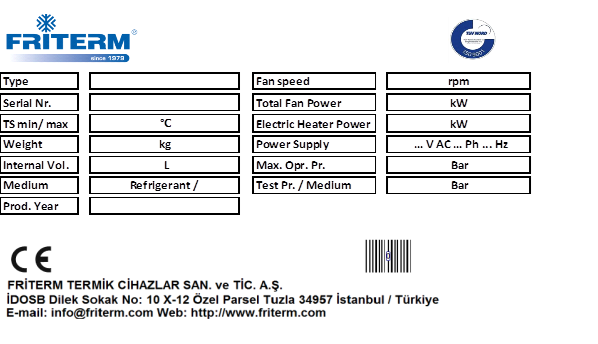 FRITERM®
since 1979
TÜV NORD
ISO 9001
Type
Fan speed rpm
Serial Nr. Total Fan Power kW
TS min/ max °C Electric Heater Power kW
Weight kg Power Supply ... V AC ... Ph ... Hz
Internal Vol. L Max. Opr. Pr. Bar
Medium Refrigerant / Test Pr. / Medium Bar
Prod. Year
CE
0
FRİTERM TERMİK CİHAZLAR SAN. ve TİC. A.Ş.
İDOSB Dilek Sokak No: 10 X-12 Özel Parsel Tuzla 34957 İstanbul / Türkiye
E-mail: info@friterm.com Web: http://www.friterm.com